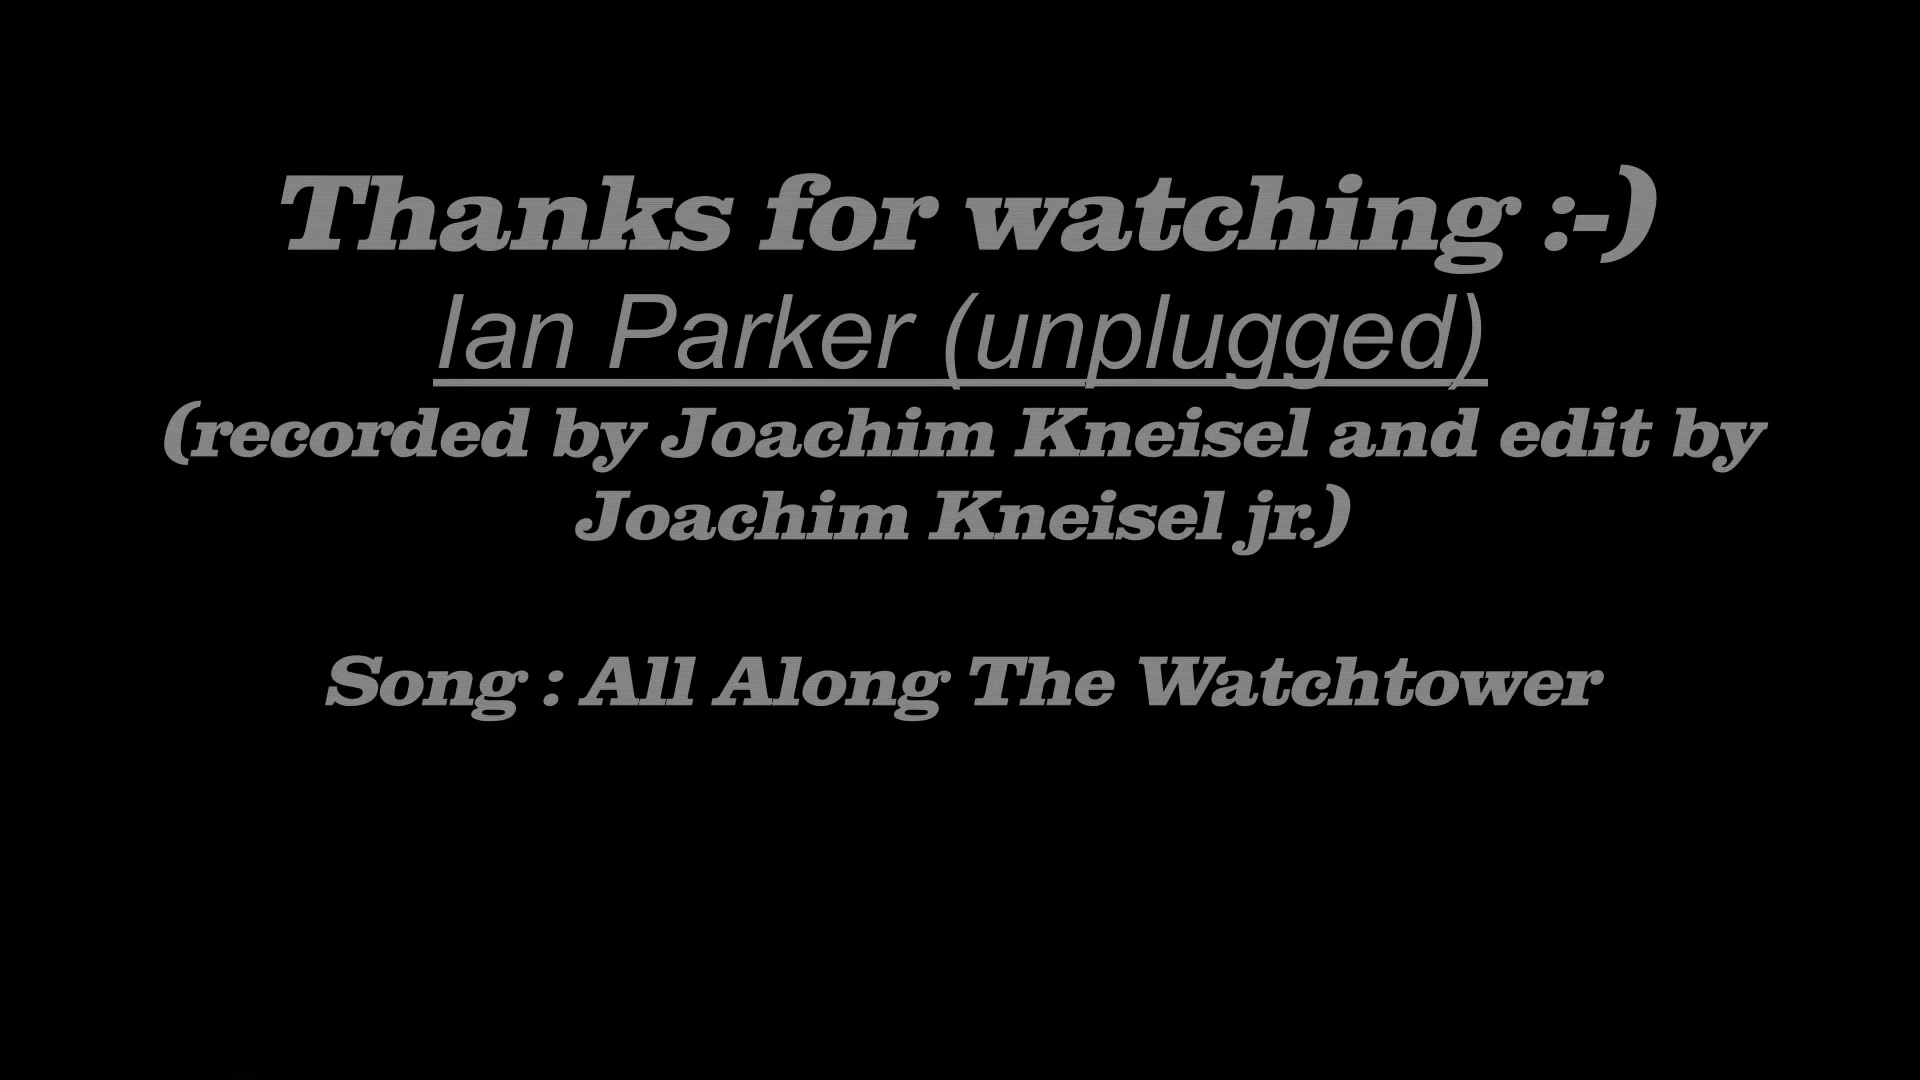 Thanks for watching :-)
Ian Parker (unplugged)
(recorded by Joachim Kneisel and edit by
Joachim Kneisel jr.)
Song : All Along The Watchtower